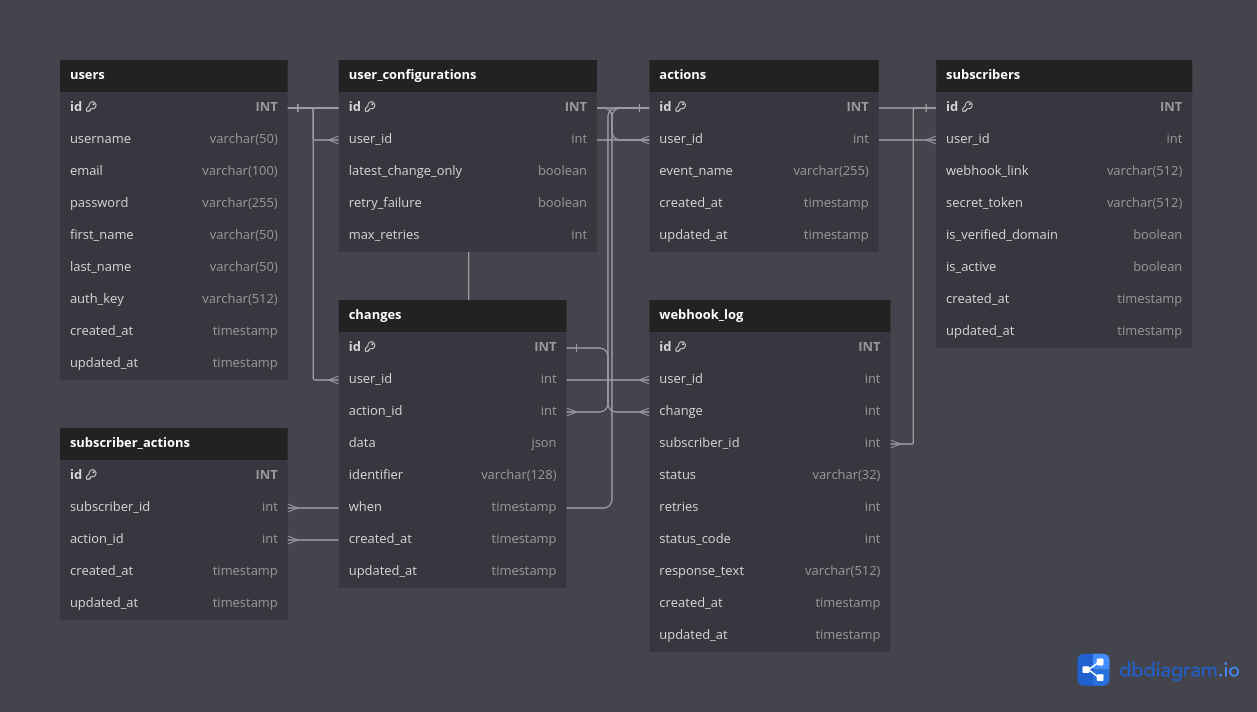 users
id INT
username varchar(50)
email varchar(100)
password varchar(255)
first_name varchar(50)
last_name varchar(50)
auth_key varchar(512)
created_at timestamp
updated_at timestamp
user_configurations
id INT
user_id int
latest_change_only boolean
retry_failure boolean
max_retries int
actions
id INT
user_id int
event_name varchar(255)
created_at timestamp
updated_at timestamp
subscribers
id INT
user_id int
webhook_link varchar(512)
secret_token varchar(512)
is_verified_domain boolean
is_active boolean
created_at timestamp
updated_at timestamp
changes
id INT
user_id int
action_id int
data json
identifier varchar(128)
when timestamp
created_at timestamp
updated_at timestamp
webhook_log
id INT
user_id int
change int
subscriber_id int
status varchar(32)
retries int
status_code int
response_text varchar(512)
created_at timestamp
updated_at timestamp
subscriber_actions
id INT
subscriber_id int
action_id int
created_at timestamp
updated_at timestamp
dbdiagram.io